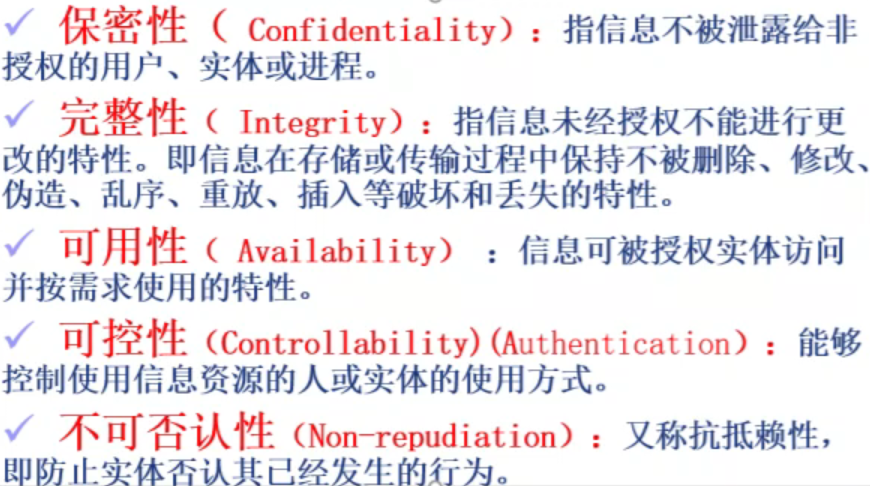 ✓ 保密性（ Confidentiality）：指信息不被泄露给非
授权的用户、实体或进程。
✓ 完整性（ Integrity）：指信息未经授权不能进行更
改的特性。即信息在存储或传输过程中保持不被删除、修改、
伪造、乱序、重放、插入等破坏和丢失的特性。
✓ 可用性（ Availability） ：信息可被授权实体访问
并按需求使用的特性。
✓ 可控性（Controllability)(Authentication）：能够
控制使用信息资源的人或实体的使用方式。
✓ 不可否认性（Non-repudiation）：又称抗抵赖性，
即防止实体否认其已经发生的行为。